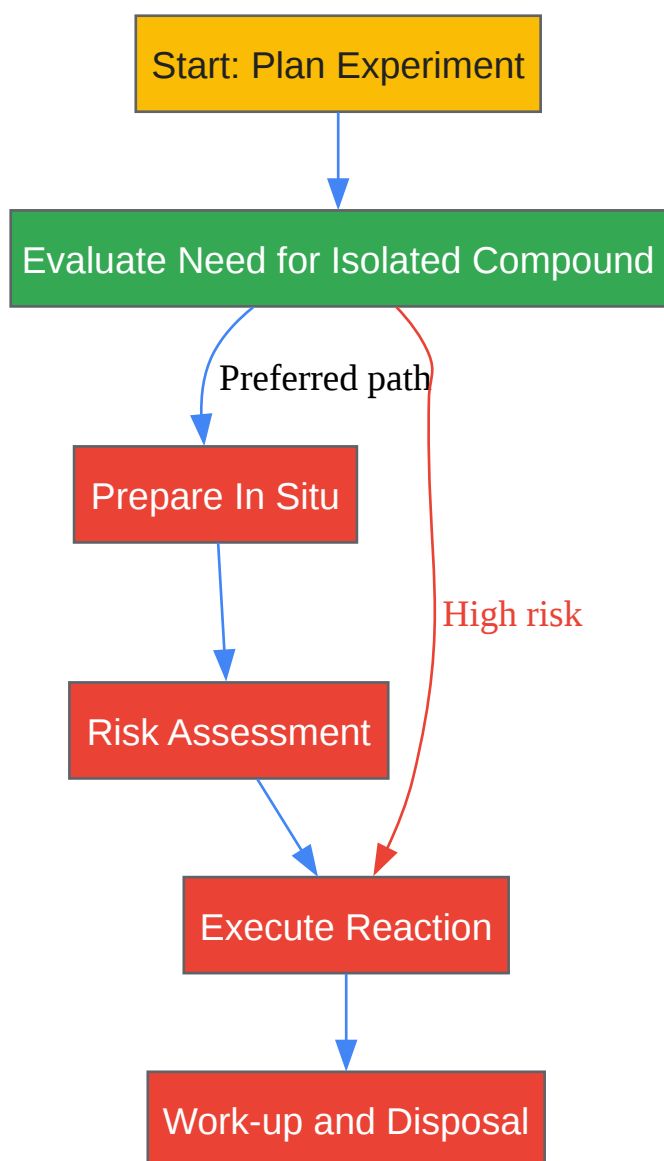 Start: Plan Experiment
Evaluate Need for Isolated Compound
Preferred path
Prepare In Situ
High risk
Risk Assessment
Execute Reaction
Work-up and Disposal